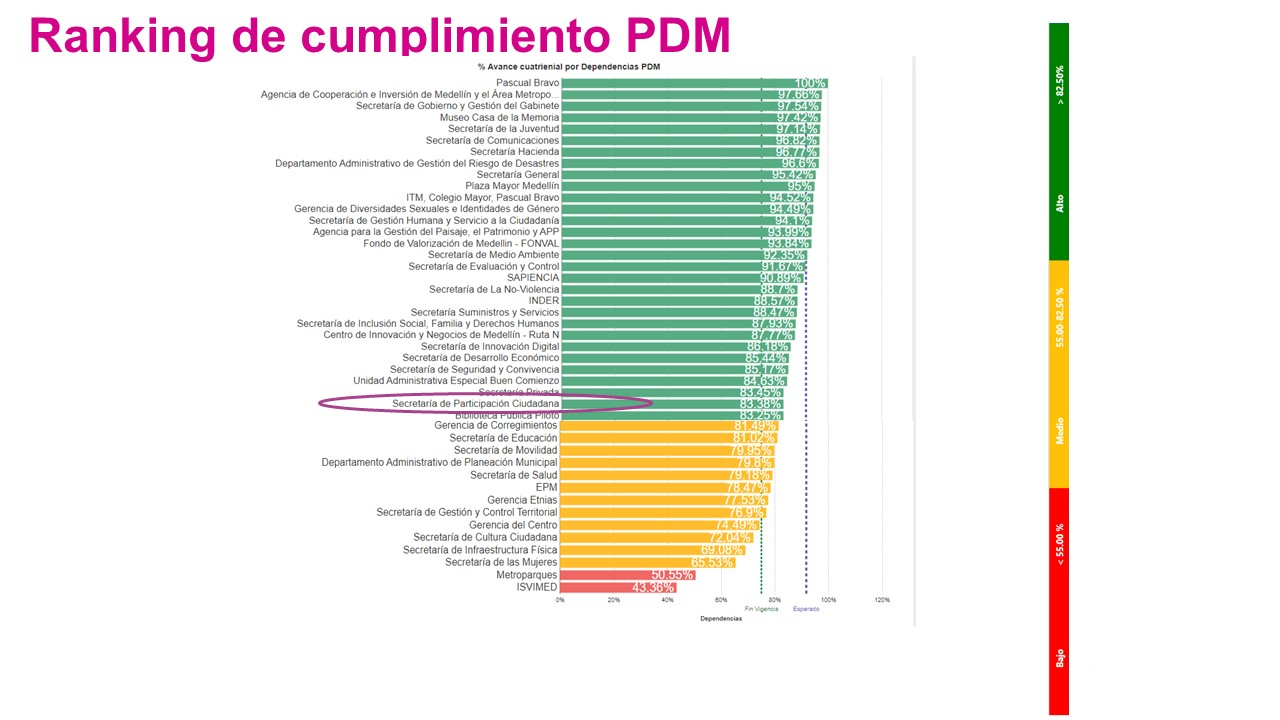 Ranking de cumplimiento PDM
% Avance cuatrienial por Dependencias PDM
Pascual Bravo 100%
Agencia de Cooperación e Inversión de Medellín y el Área Metropo... 97.66%
Secretaría de Gobierno y Gestión del Gabinete 97.54%
Museo Casa de la Memoria 97.42%
Secretaría de la Juventud 97.14%
Secretaría de Comunicaciones 96.82%
Secretaría Hacienda 96.77%
Departamento Administrativo de Gestión del Riesgo de Desastres 96.6%
Secretaría General 95.42%
Plaza Mayor Medellín 95%
ITM, Colegio Mayor, Pascual Bravo 94.52%
Gerencia de Diversidades Sexuales e Identidades de Género 94.49%
Secretaría de Gestión Humana y Servicio a la Ciudadanía 94.1%
Agencia para la Gestión del Paisaje, el Patrimonio y APP 93.99%
Fondo de Valorización de Medellin - FONVAL 93.84%
Secretaría de Medio Ambiente 92.35%
Secretaría de Evaluación y Control 91.67%
SAPIENCIA 90.89%
Secretaría de La No-Violencia 88.7%
INDER 88.57%
Secretaría Suministros y Servicios 88.47%
Secretaría de Inclusión Social, Familia y Derechos Humanos 87.93%
Centro de Innovación y Negocios de Medellín - Ruta N 87.77%
Secretaría de Innovación Digital 86.18%
Secretaría de Desarrollo Económico 85.44%
Secretaría de Seguridad y Convivencia 85.17%
Unidad Administrativa Especial Buen Comienzo 84.63%
Secretaría Privada 83.45%
Secretaría de Participación Ciudadana 83.38%
Biblioteca Pública Piloto 83.25%
Gerencia de Corregimientos 81.49%
Secretaría de Educación 81.02%
Secretaría de Movilidad 79.95%
Departamento Administrativo de Planeación Municipal 79.8%
Secretaría de Salud 79.18%
EPM 78.47%
Gerencia Etnias 77.53%
Secretaría de Gestión y Control Territorial 76.9%
Gerencia del Centro 74.49%
Secretaría de Cultura Ciudadana 72.04%
Secretaría de Infraestructura Física 69.08%
Secretaría de las Mujeres 65.53%
Metroparques 50.55%
ISVIMED 43.36%
0% 20% 40% 60% 80% 100% 120%
Fin Vigencia Esperado
Dependencias
> 82.50%
Alto
55.00-82.50 %
Medio
< 55.00 %
Bajo